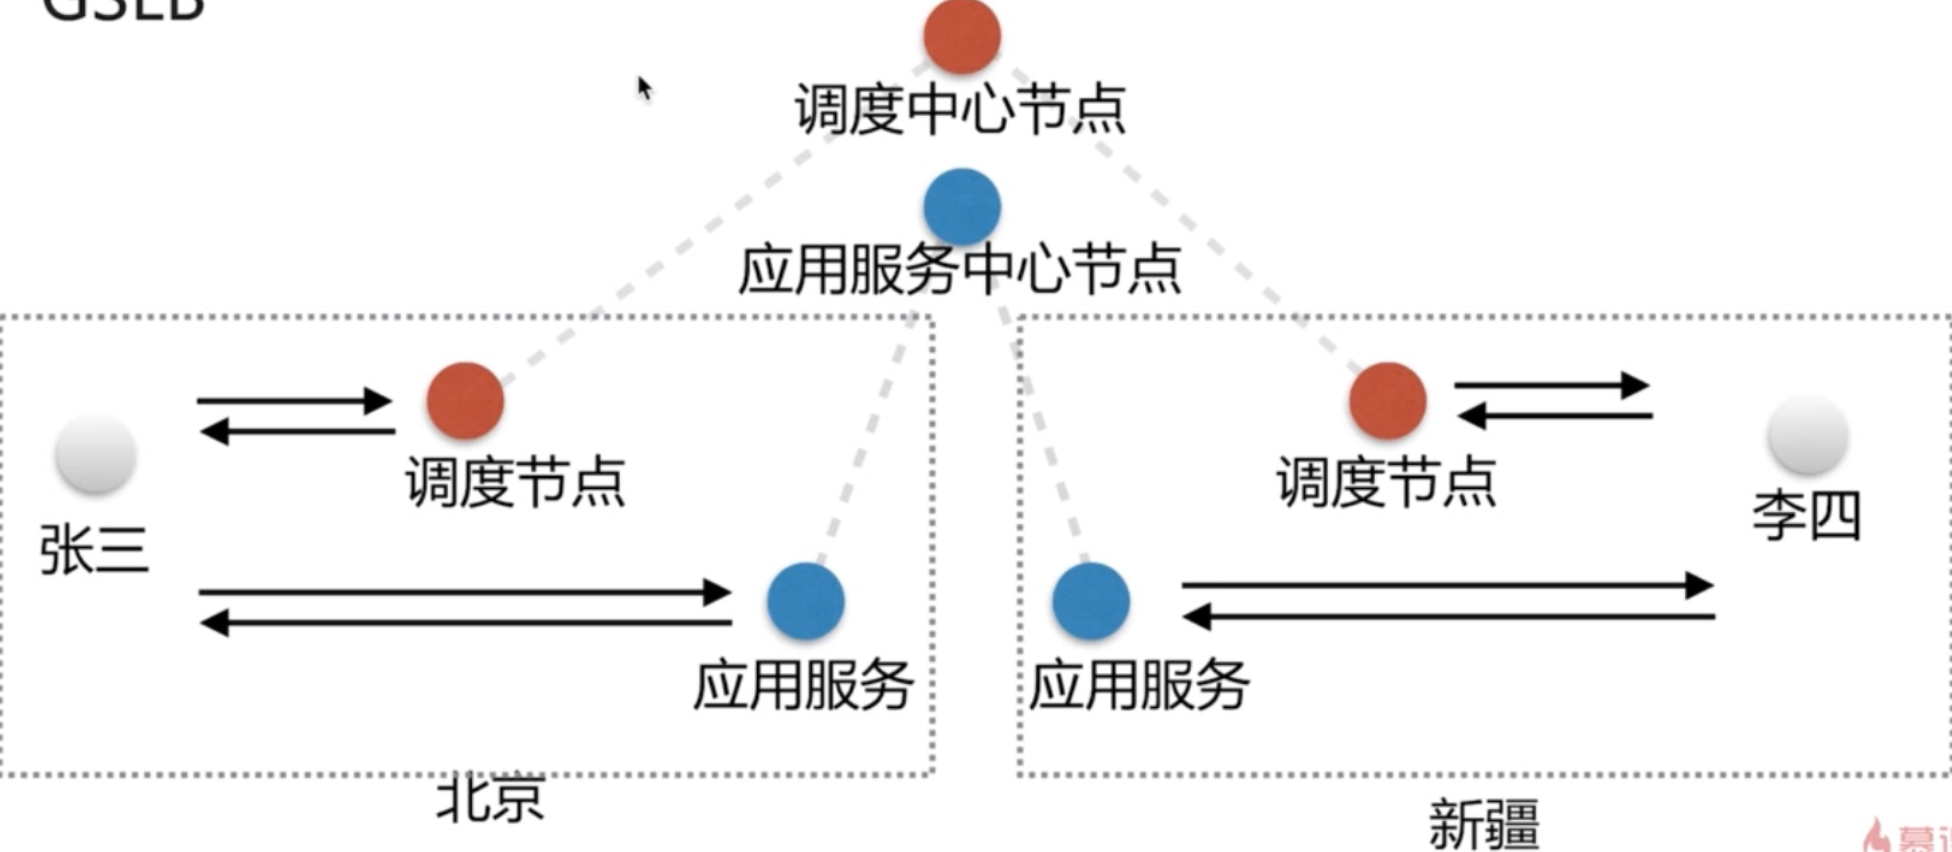 GSLB
调度中心节点
应用服务中心节点
调度节点
调度节点
张三
李四
应用服务
应用服务
北京
新疆